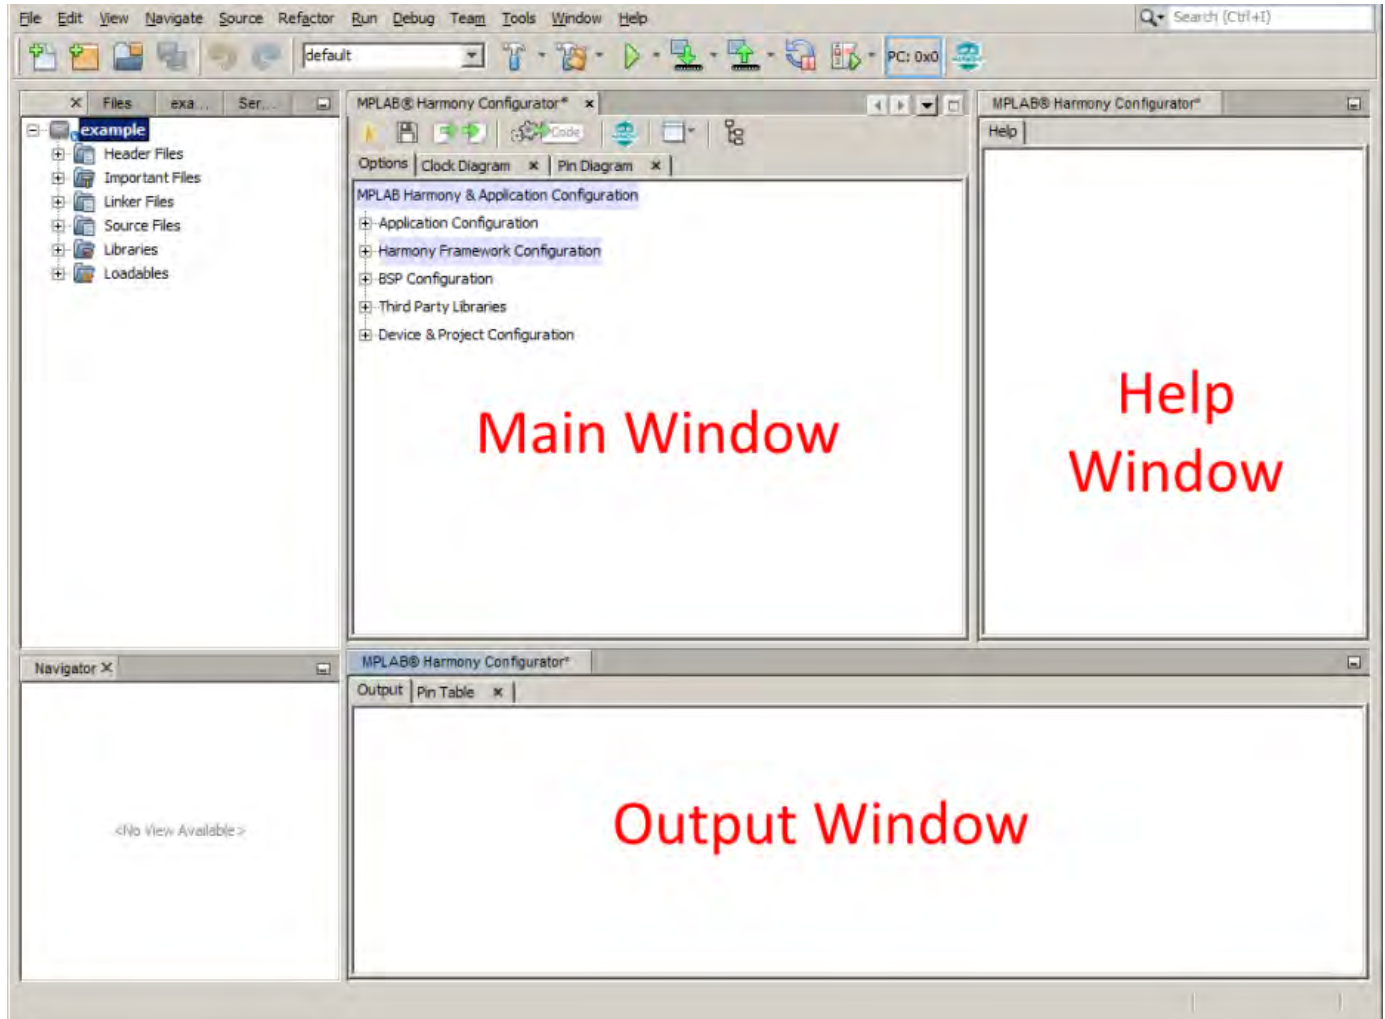 File Edit View Navigate Source Refactor Run Debug Team Tools Window Help
Search (Ctrl+I)
default
PC: 0x0
Files exa... Ser...
example
Header Files
Important Files
Linker Files
Source Files
Libraries
Loadables
MPLAB® Harmony Configurator*
Code
Options Clock Diagram Pin Diagram
MPLAB Harmony & Application Configuration
Application Configuration
Harmony Framework Configuration
BSP Configuration
Third Party Libraries
Device & Project Configuration
Main Window
MPLAB® Harmony Configurator*
Help
Help
Window
Navigator
<No View Available>
MPLAB® Harmony Configurator*
Output Pin Table
Output Window